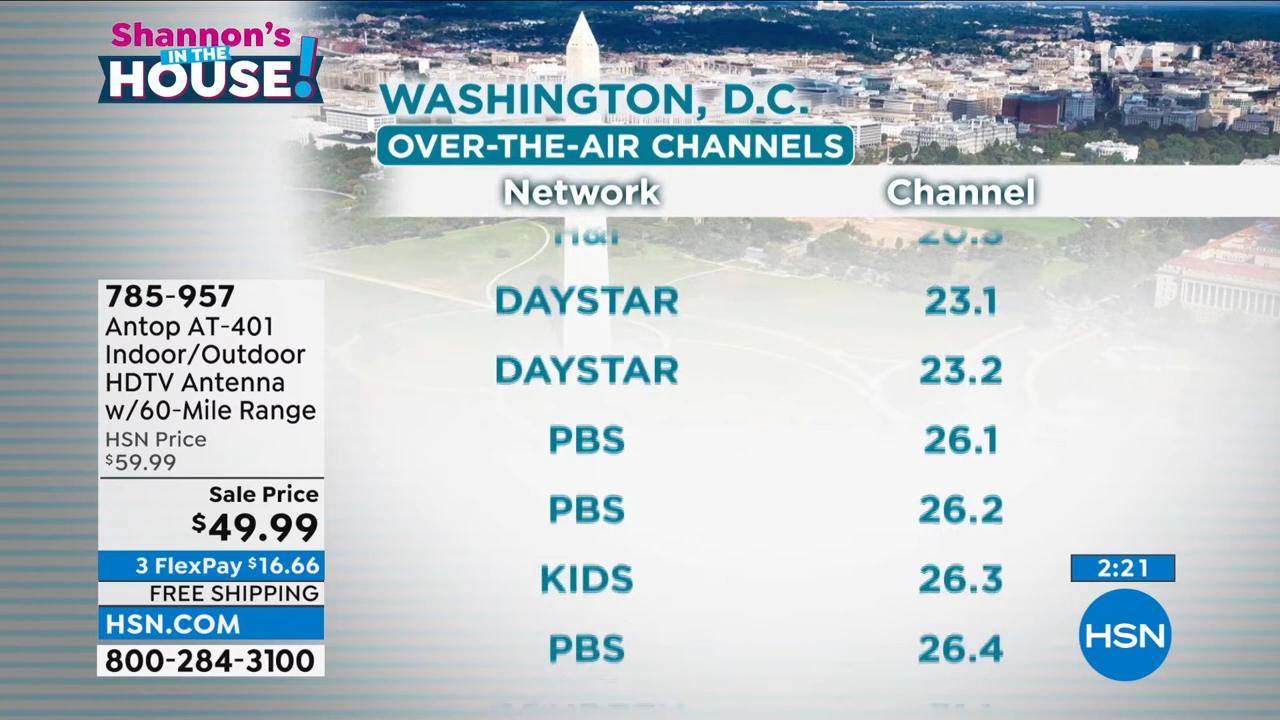 Shannon's
IN THE
HOUSE!
LIVE
WASHINGTON, D.C.
OVER-THE-AIR CHANNELS
Network Channel
DAYSTAR 23.1
DAYSTAR 23.2
PBS 26.1
PBS 26.2
KIDS 26.3
PBS 26.4
785-957
Antop AT-401
Indoor/Outdoor
HDTV Antenna
w/60-Mile Range
HSN Price
$59.99
Sale Price
$49.99
3 FlexPay $16.66
FREE SHIPPING
HSN.COM
800-284-3100
2:21
HSN